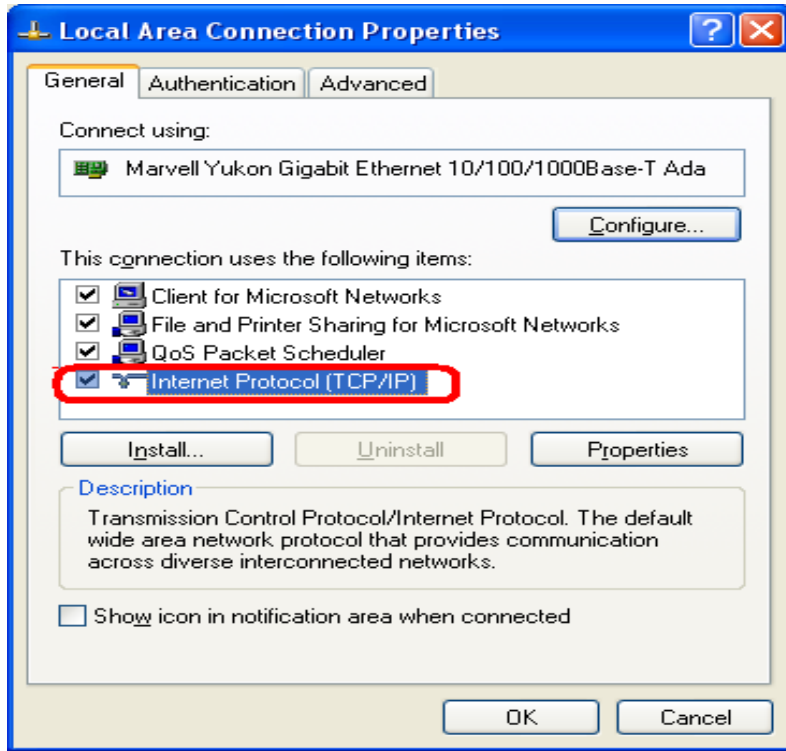 Local Area Connection Properties
General
Authentication
Advanced
Connect using:
Marvell Yukon Gigabit Ethernet 10/100/1000Base-T Ada
Configure...
This connection uses the following items:
Client for Microsoft Networks
File and Printer Sharing for Microsoft Networks
QoS Packet Scheduler
Internet Protocol (TCP/IP)
Install...
Uninstall
Properties
Description
Transmission Control Protocol/Internet Protocol. The default
wide area network protocol that provides communication
across diverse interconnected networks.
Show icon in notification area when connected
OK
Cancel